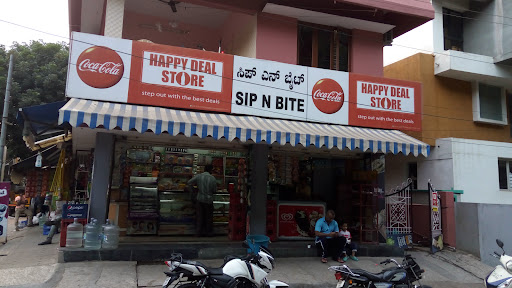 Coca-Cola
HAPPY DEAL
STORE
step out with the best deals
ಸಿಪ್ ಎನ್ ಬೈಟ್
SIP N BITE
Coca-Cola
HAPPY DEAL
STORE
step out with the best deals